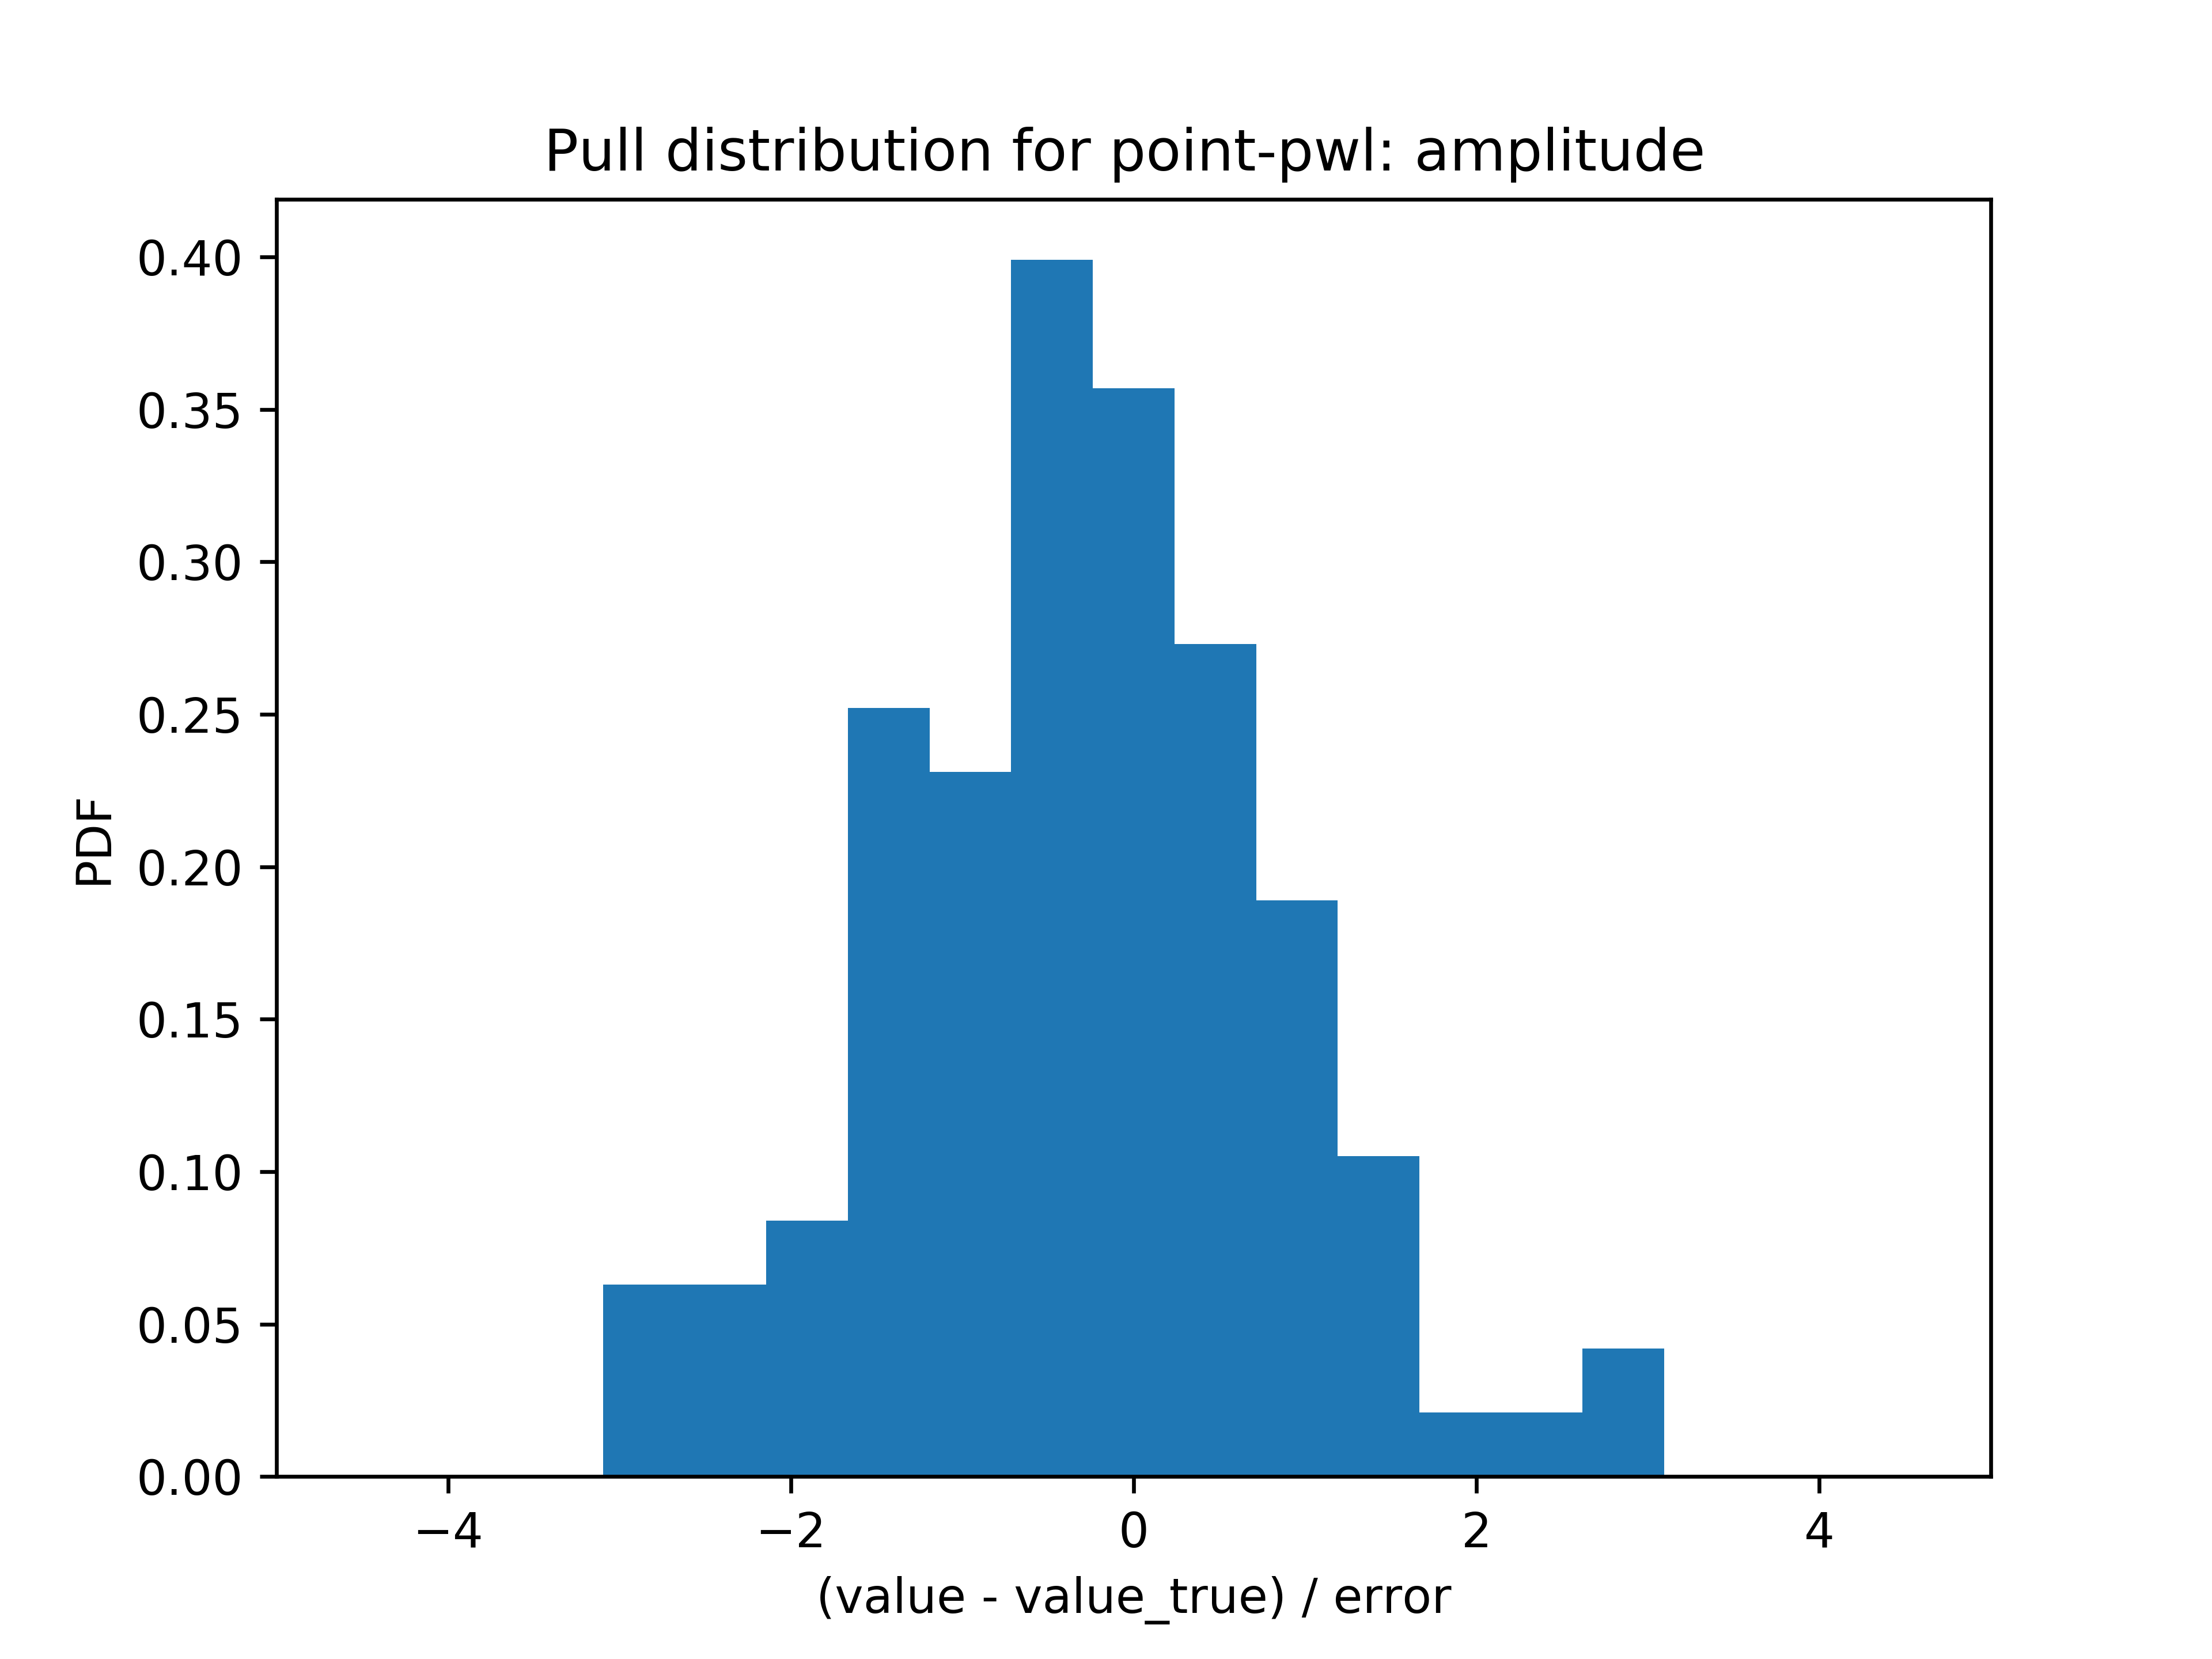 Pull distribution for point-pwl: amplitude
0.40
0.35
0.30
0.25
0.20
0.15
0.10
0.05
0.00
PDF
−4 −2 0 2 4
(value - value_true) / error